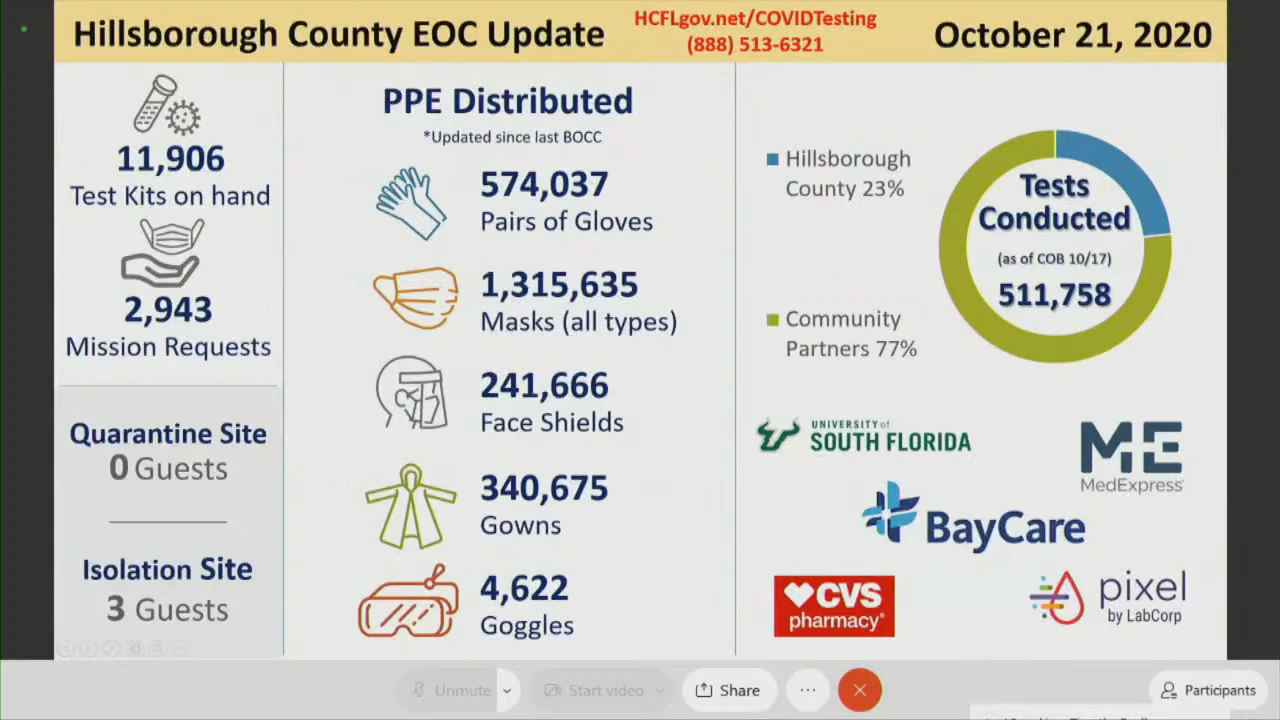 Hillsborough County EOC Update
HCFLgov.net/COVIDTesting
(888) 513-6321
October 21, 2020
11,906
Test Kits on hand
2,943
Mission Requests
Quarantine Site
0 Guests
Isolation Site
3 Guests
PPE Distributed
*Updated since last BOCC
574,037
Pairs of Gloves
1,315,635
Masks (all types)
241,666
Face Shields
340,675
Gowns
4,622
Goggles
Hillsborough
County 23%
Community
Partners 77%
Tests
Conducted
(as of COB 10/17)
511,758
UNIVERSITY of
SOUTH FLORIDA
ME
MedExpress
BayCare
CVS
pharmacy
pixel
by LabCorp
Unmute
Start video
Share
Participants